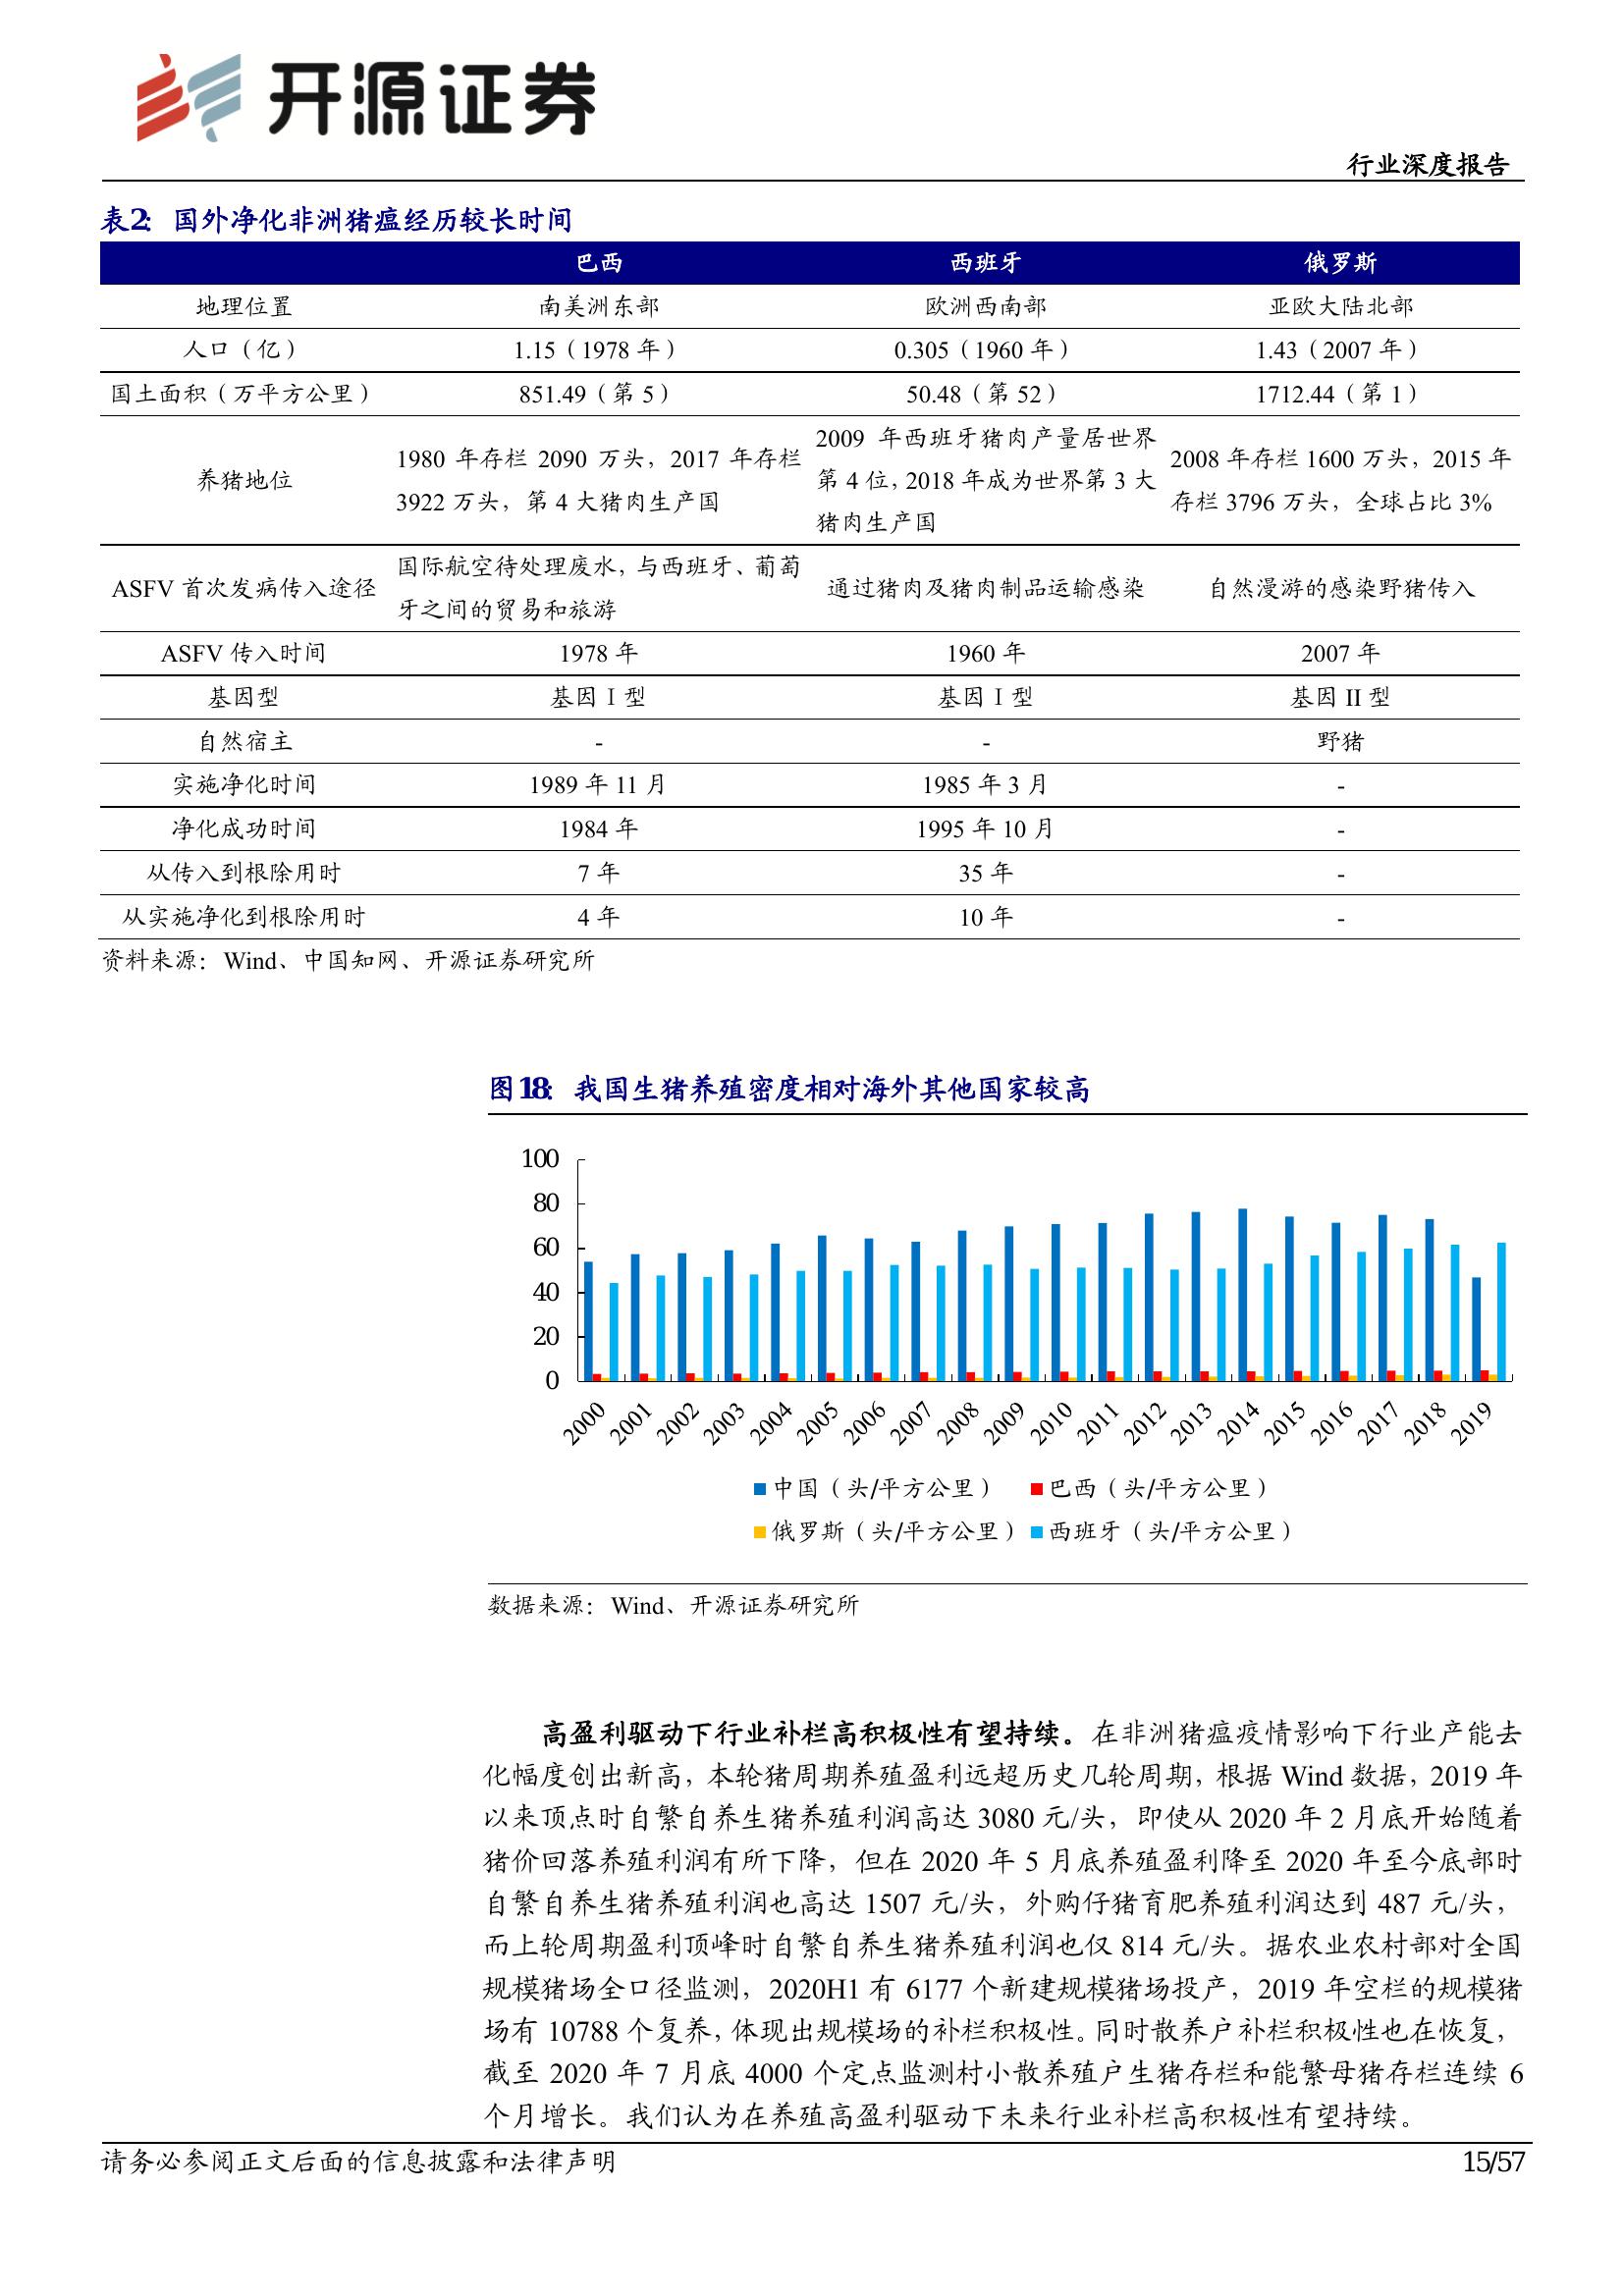 开源证券
行业深度报告
表2: 国外净化非洲猪瘟经历较长时间
巴西 西班牙 俄罗斯
地理位置 南美洲东部 欧洲西南部 亚欧大陆北部
人口（亿） 1.15（1978 年） 0.305（1960 年） 1.43（2007 年）
国土面积（万平方公里） 851.49（第 5） 50.48（第 52） 1712.44（第 1）
养猪地位
1980 年存栏 2090 万头，2017 年存栏
3922 万头，第 4 大猪肉生产国
2009 年西班牙猪肉产量居世界
第 4 位，2018 年成为世界第 3 大
猪肉生产国
2008 年存栏 1600 万头，2015 年
存栏 3796 万头，全球占比 3%
ASFV 首次发病传入途径
国际航空待处理废水，与西班牙、葡萄
牙之间的贸易和旅游
通过猪肉及猪肉制品运输感染
自然漫游的感染野猪传入
ASFV 传入时间 1978 年 1960 年 2007 年
基因型 基因 I 型 基因 I 型 基因 II 型
自然宿主 - - 野猪
实施净化时间 1989 年 11 月 1985 年 3 月 -
净化成功时间 1984 年 1995 年 10 月 -
从传入到根除用时 7 年 35 年 -
从实施净化到根除用时 4 年 10 年 -
资料来源：Wind、中国知网、开源证券研究所
图18: 我国生猪养殖密度相对海外其他国家较高
100
80
60
40
20
0
2000 2001 2002 2003 2004 2005 2006 2007 2008 2009 2010 2011 2012 2013 2014 2015 2016 2017 2018 2019
中国（头/平方公里） 巴西（头/平方公里）
俄罗斯（头/平方公里） 西班牙（头/平方公里）
数据来源：Wind、开源证券研究所
高盈利驱动下行业补栏高积极性有望持续。在非洲猪瘟疫情影响下行业产能去
化幅度创出新高，本轮猪周期养殖盈利远超历史几轮周期，根据 Wind 数据，2019 年
以来顶点时自繁自养生猪养殖利润高达 3080 元/头，即使从 2020 年 2 月底开始随着
猪价回落养殖利润有所下降，但在 2020 年 5 月底养殖盈利降至 2020 年至今底部时
自繁自养生猪养殖利润也高达 1507 元/头，外购仔猪育肥养殖利润达到 487 元/头，
而上轮周期盈利顶峰时自繁自养生猪养殖利润也仅 814 元/头。据农业农村部对全国
规模猪场全口径监测，2020H1 有 6177 个新建规模猪场投产，2019 年空栏的规模猪
场有 10788 个复养，体现出规模场的补栏积极性。同时散养户补栏积极性也在恢复，
截至 2020 年 7 月底 4000 个定点监测村小散养殖户生猪存栏和能繁母猪存栏连续 6
个月增长。我们认为在养殖高盈利驱动下未来行业补栏高积极性有望持续。
请务必参阅正文后面的信息披露和法律声明 15/57